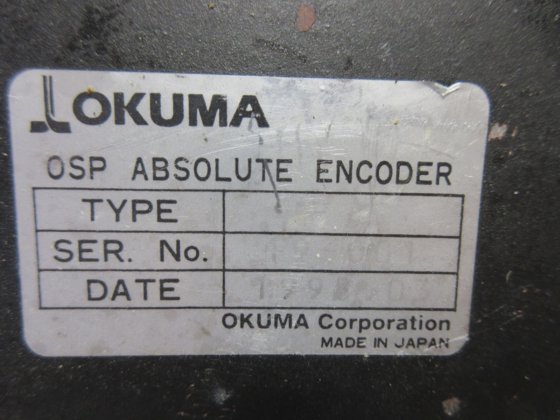 OKUMA
OSP ABSOLUTE ENCODER
TYPE
SER. No.
DATE
OKUMA Corporation
MADE IN JAPAN